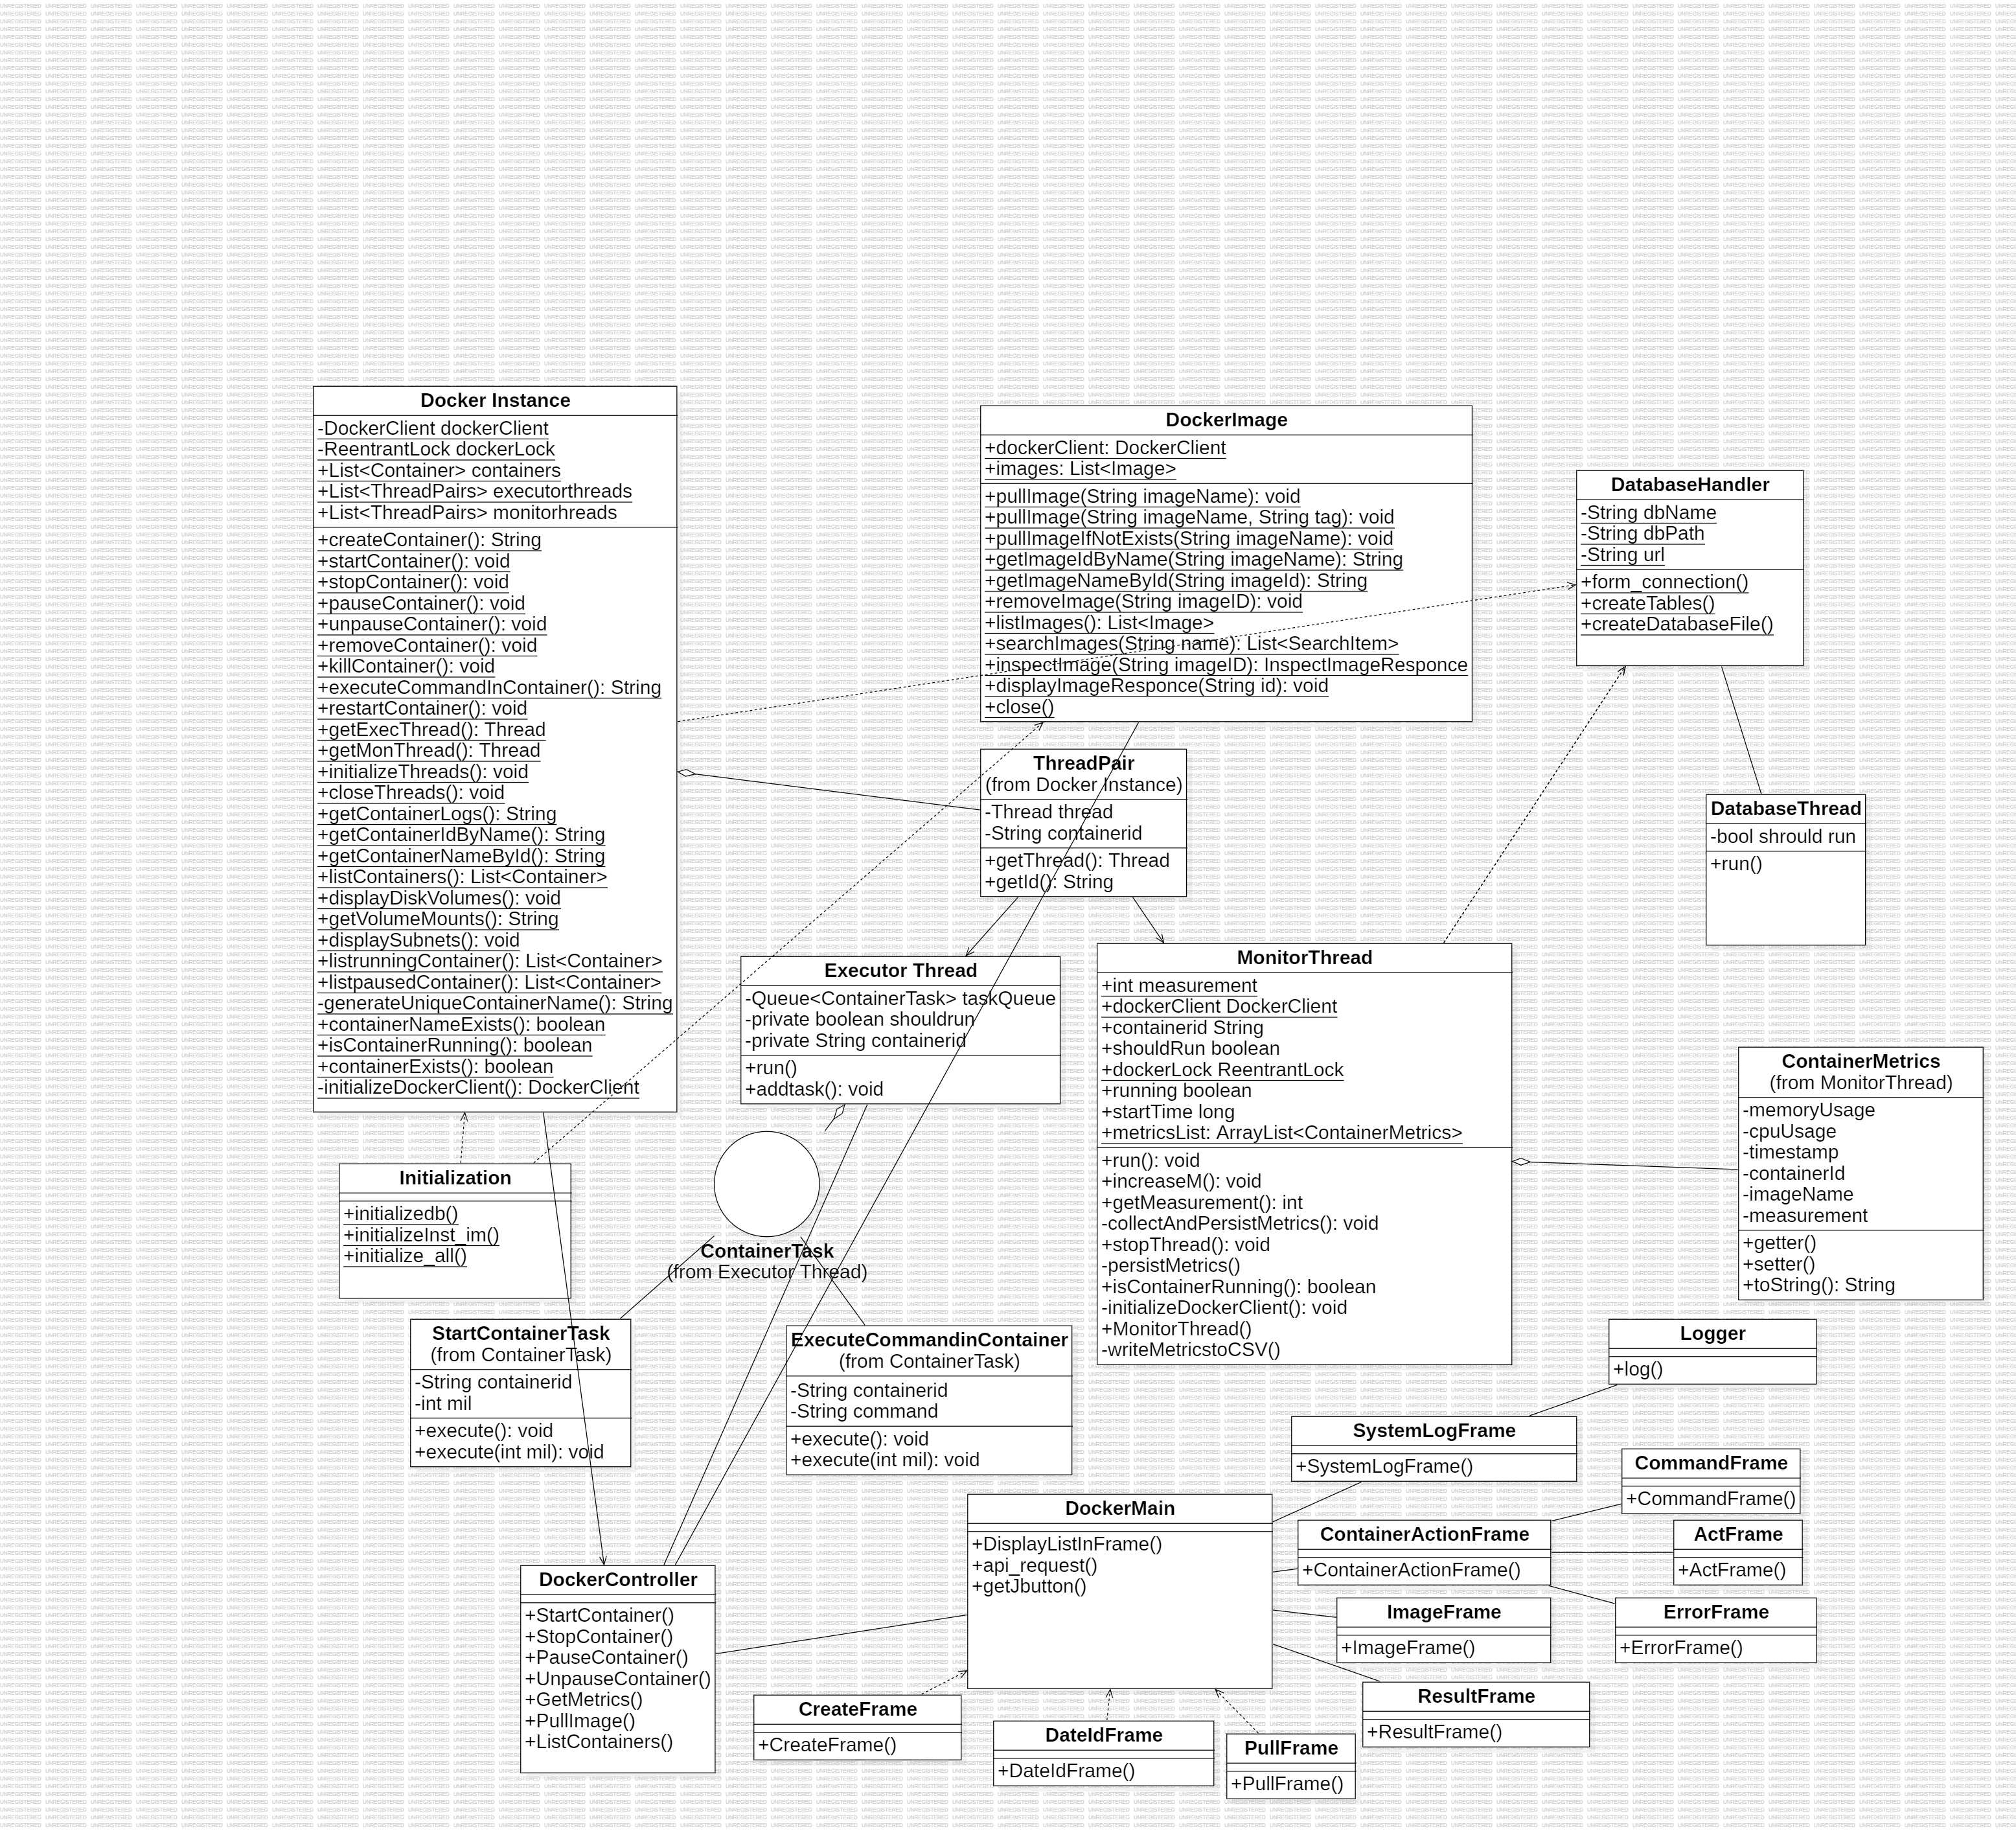 Docker Instance
-DockerClient dockerClient
-ReentrantLock dockerLock
+List<Container> containers
+List<ThreadPairs> executorthreads
+List<ThreadPairs> monitorhreads
+createContainer(): String
+startContainer(): void
+stopContainer(): void
+pauseContainer(): void
+unpauseContainer(): void
+removeContainer(): void
+killContainer(): void
+executeCommandInContainer(): String
+restartContainer(): void
+getExecThread(): Thread
+getMonThread(): Thread
+initializeThreads(): void
+closeThreads(): void
+getContainerLogs(): String
+getContainerIdByName(): String
+getContainerNameById(): String
+listContainers(): List<Container>
+displayDiskVolumes(): void
+getVolumeMounts(): String
+displaySubnets(): void
+listrunningContainer(): List<Container>
+listpausedContainer(): List<Container>
-generateUniqueContainerName(): String
+containerNameExists(): boolean
+isContainerRunning(): boolean
+containerExists(): boolean
-initializeDockerClient(): DockerClient
DockerImage
+dockerClient: DockerClient
+images: List<Image>
+pullImage(String imageName): void
+pullImage(String imageName, String tag): void
+pullImageIfNotExists(String imageName): void
+getImageIdByName(String imageName): String
+getImageNameById(String imageId): String
+removeImage(String imageID): void
+listImages(): List<Image>
+searchImages(String name): List<SearchItem>
+inspectImage(String imageID): InspectImageResponce
+displayImageResponce(String id): void
+close()
DatabaseHandler
-String dbName
-String dbPath
-String url
+form_connection()
+createTables()
+createDatabaseFile()
ThreadPair
(from Docker Instance)
-Thread thread
-String containerid
+getThread(): Thread
+getId(): String
DatabaseThread
-bool shrould run
+run()
Executor Thread
-Queue<ContainerTask> taskQueue
-private boolean shouldrun
-private String containerid
+run()
+addtask(): void
MonitorThread
+int measurement
+dockerClient DockerClient
+containerid String
+shouldRun boolean
+dockerLock ReentrantLock
+running boolean
+startTime long
+metricsList: ArrayList<ContainerMetrics>
+run(): void
+increaseM(): void
+getMeasurement(): int
-collectAndPersistMetrics(): void
+stopThread(): void
-persistMetrics()
+isContainerRunning(): boolean
-initializeDockerClient(): void
+MonitorThread()
-writeMetricstoCSV()
ContainerMetrics
(from MonitorThread)
-memoryUsage
-cpuUsage
-timestamp
-containerId
-imageName
-measurement
+getter()
+setter()
+toString(): String
Initialization
+initializedb()
+initializeInst_im()
+initialize_all()
ContainerTask
(from Executor Thread)
StartContainerTask
(from ContainerTask)
-String containerid
-int mil
+execute(): void
+execute(int mil): void
ExecuteCommandinContainer
(from ContainerTask)
-String containerid
-String command
+execute(): void
+execute(int mil): void
Logger
+log()
SystemLogFrame
+SystemLogFrame()
CommandFrame
+CommandFrame()
DockerMain
+DisplayListInFrame()
+api_request()
+getJbutton()
ContainerActionFrame
+ContainerActionFrame()
ActFrame
+ActFrame()
DockerController
+StartContainer()
+StopContainer()
+PauseContainer()
+UnpauseContainer()
+GetMetrics()
+PullImage()
+ListContainers()
ImageFrame
+ImageFrame()
ErrorFrame
+ErrorFrame()
ResultFrame
+ResultFrame()
CreateFrame
+CreateFrame()
DateIdFrame
+DateIdFrame()
PullFrame
+PullFrame()